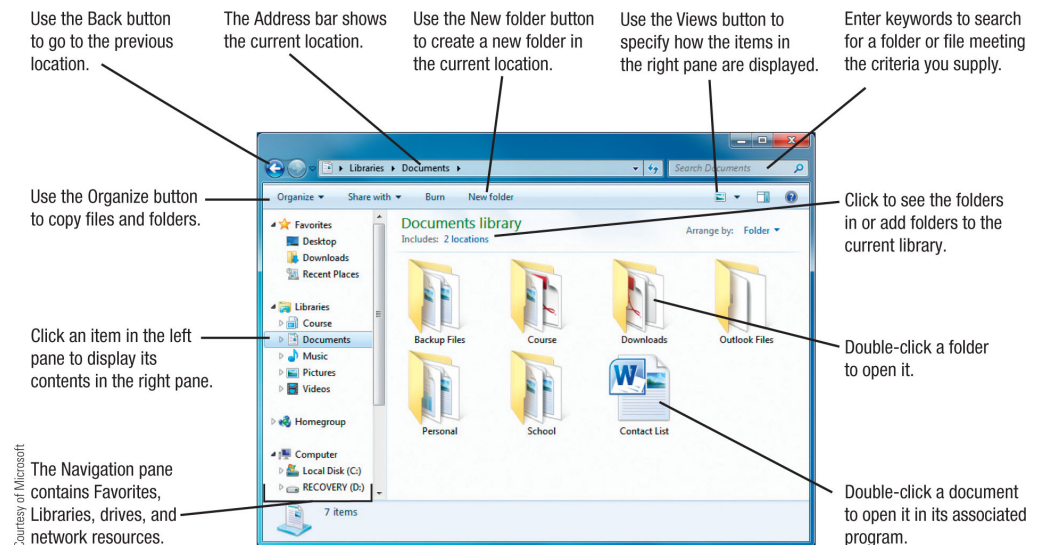 Use the Back button
to go to the previous
location.
The Address bar shows
the current location.
Use the New folder button
to create a new folder in
the current location.
Use the Views button to
specify how the items in
the right pane are displayed.
Enter keywords to search
for a folder or file meeting
the criteria you supply.
Libraries Documents
Search Documents
Use the Organize button
to copy files and folders.
Organize Share with Burn New folder
Click to see the folders
in or add folders to the
current library.
Favorites
Desktop
Downloads
Recent Places
Libraries
Course
Documents
Music
Pictures
Videos
Homegroup
Computer
Local Disk (C:)
RECOVERY (D:)
Documents library
Includes: 2 locations
Arrange by: Folder
Backup Files Course Downloads Outlook Files
Personal School Contact List
W
Click an item in the left
pane to display its
contents in the right pane.
Double-click a folder
to open it.
The Navigation pane
contains Favorites,
Libraries, drives, and
network resources.
7 items
Double-click a document
to open it in its associated
program.
Courtesy of Microsoft